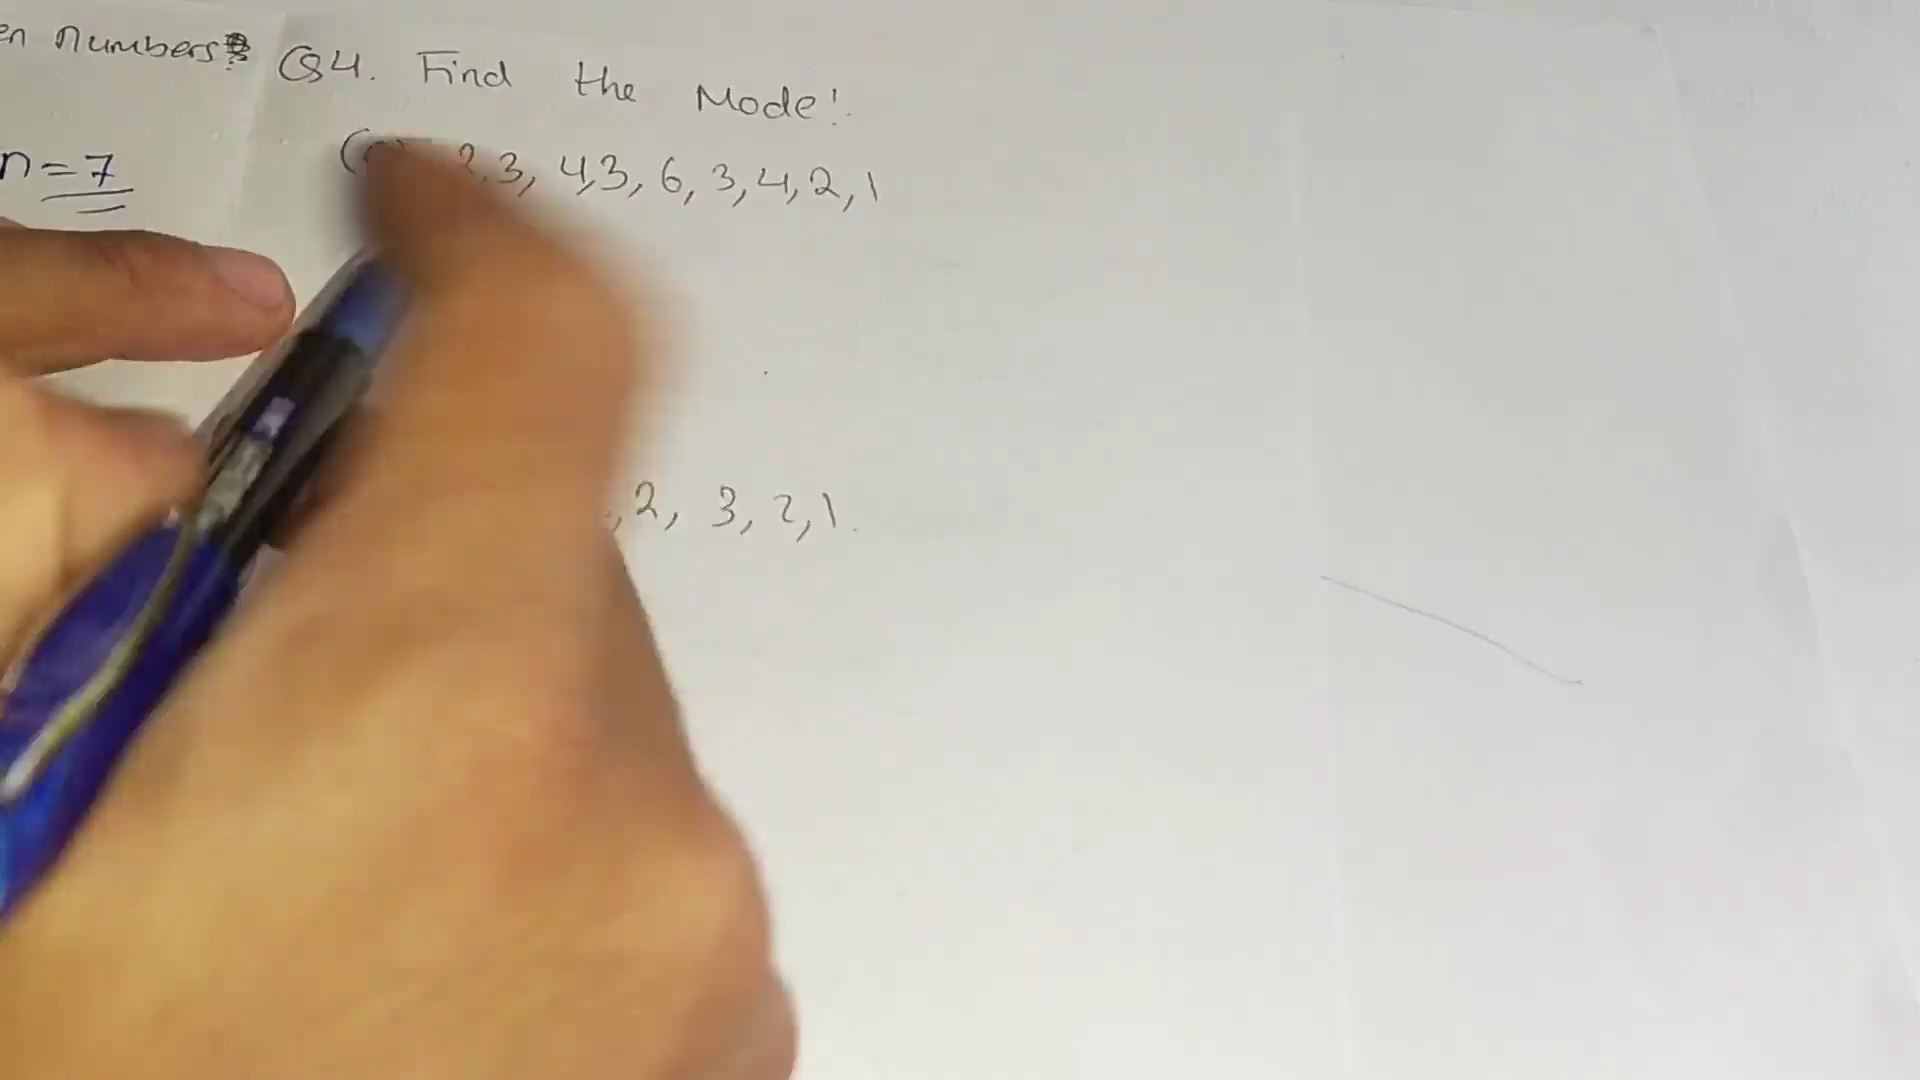 numbers?
n=7
Q4. Find the Mode!
2,3, 4,3, 6, 3,4,2,1
,2, 3, 2,1.